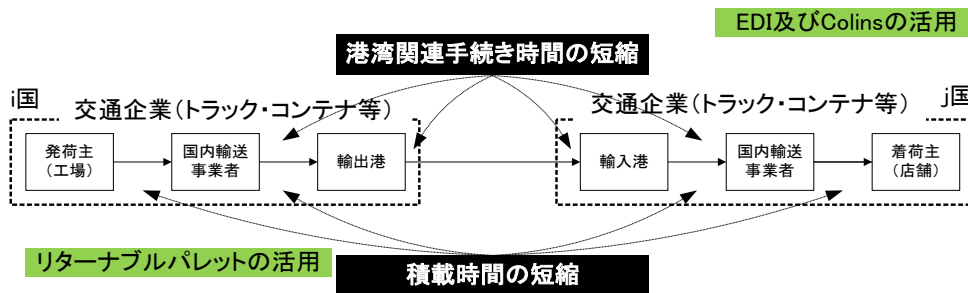 EDI及びColinsの活用
港湾関連手続き時間の短縮
i国
交通企業(トラック・コンテナ等)
交通企業(トラック・コンテナ等)
j国
発荷主
(工場)
国内輸送
事業者
輸出港
輸入港
国内輸送
事業者
着荷主
(店舗)
リターナブルパレットの活用
積載時間の短縮